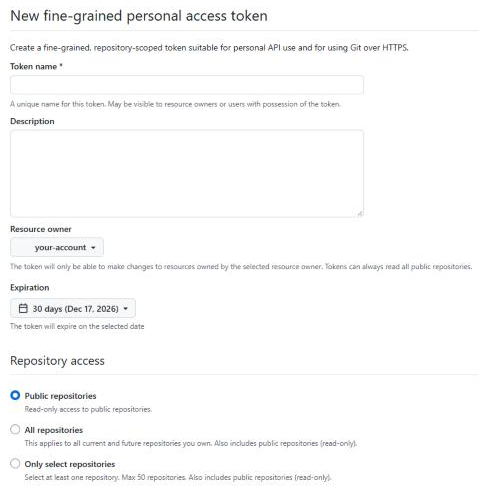 New fine-grained personal access token
Create a fine-grained, repository-scoped token suitable for personal API use and for using Git over HTTPS.
Token name *
A unique name for this token. May be visible to resource owners or users with possession of the token.
Description
Resource owner
your-account
The token will only be able to make changes to resources owned by the selected resource owner. Tokens can always read all public repositories.
Expiration
30 days (Dec 17, 2026)
The token will expire on the selected date
Repository access
Public repositories
Read-only access to public repositories.
All repositories
This applies to all current and future repositories you own. Also includes public repositories (read-only).
Only select repositories
Select at least one repository. Max 50 repositories. Also includes public repositories (read-only).